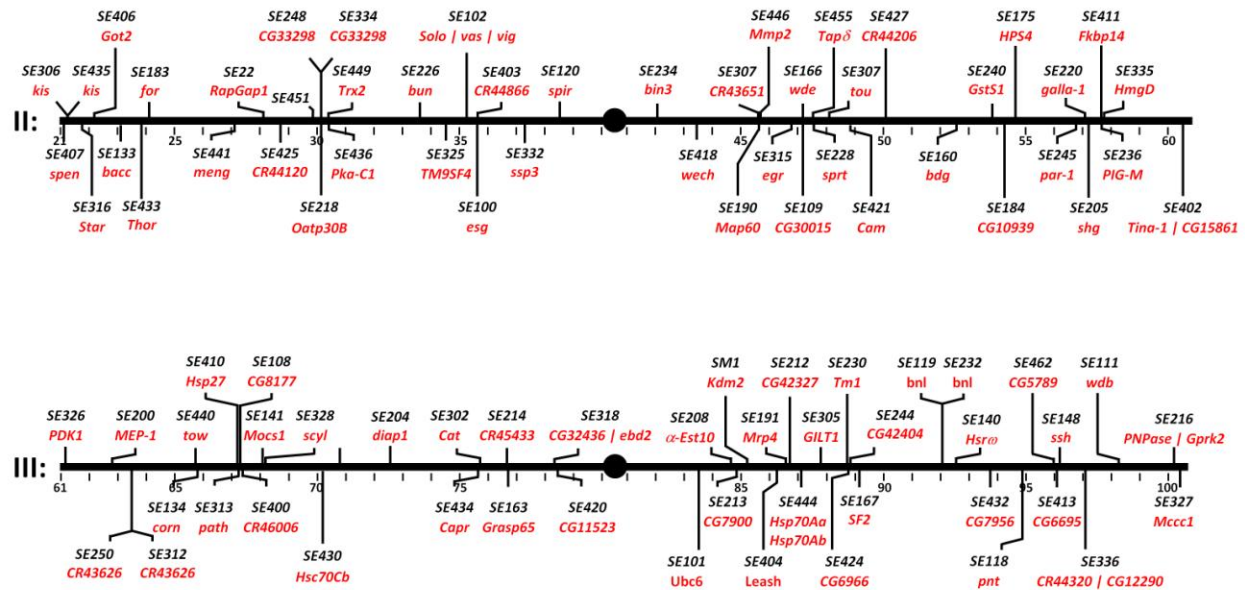 SE406 SE248 SE334 SE102 SE446 SE455 SE427 SE175 SE411
Got2 CG33298 CG33298 Solo | vas | vig Mmp2 Tapδ CR44206 HPS4 Fkbp14
SE306 SE435 SE183 SE22 SE449 SE226 SE403 SE120 SE234 SE307 SE166 SE307 SE240 SE220 SE335
kis kis for RapGap1 SE451 Trx2 bun CR44866 spir bin3 CR43651 wde tou GstS1 galla-1 HmgD
II:
21 25 30 35 45 50 55 60
SE407 SE133 SE441 SE425 SE436 SE325 SE332 SE418 SE315 SE228 SE160 SE245 SE236
spen bacc meng CR44120 Pka-C1 TM9SF4 ssp3 wech egr sprt bdg par-1 PIG-M
SE316 SE433 SE218 SE100 SE190 SE109 SE421 SE184 SE205 SE402
Star Thor Oatp30B esg Map60 CG30015 Cam CG10939 shg Tina-1 | CG15861
SE410 SE108 SM1 SE212 SE230 SE119 SE232 SE462 SE111
Hsp27 CG8177 Kdm2 CG42327 Tm1 bnl bnl CG5789 wdb
SE326 SE200 SE440 SE141 SE328 SE204 SE302 SE214 SE318 SE208 SE191 SE305 SE244 SE140 SE148 SE216
PDK1 MEP-1 tow Mocs1 scyl diap1 Cat CR45433 CG32436 | ebd2 α-Est10 Mrp4 GILT1 CG42404 Hsrω ssh PNPase | Gprk2
III:
61 65 70 75 85 90 95 100
SE134 SE313 SE400 SE434 SE163 SE420 SE213 SE444 SE167 SE432 SE413 SE327
corn path CR46006 Capr Grasp65 CG11523 CG7900 Hsp70Aa SF2 CG7956 CG6695 Mccc1
Hsp70Ab
SE250 SE312 SE430 SE101 SE404 SE424 SE118 SE336
CR43626 CR43626 Hsc70Cb Ubc6 Leash CG6966 pnt CR44320 | CG12290